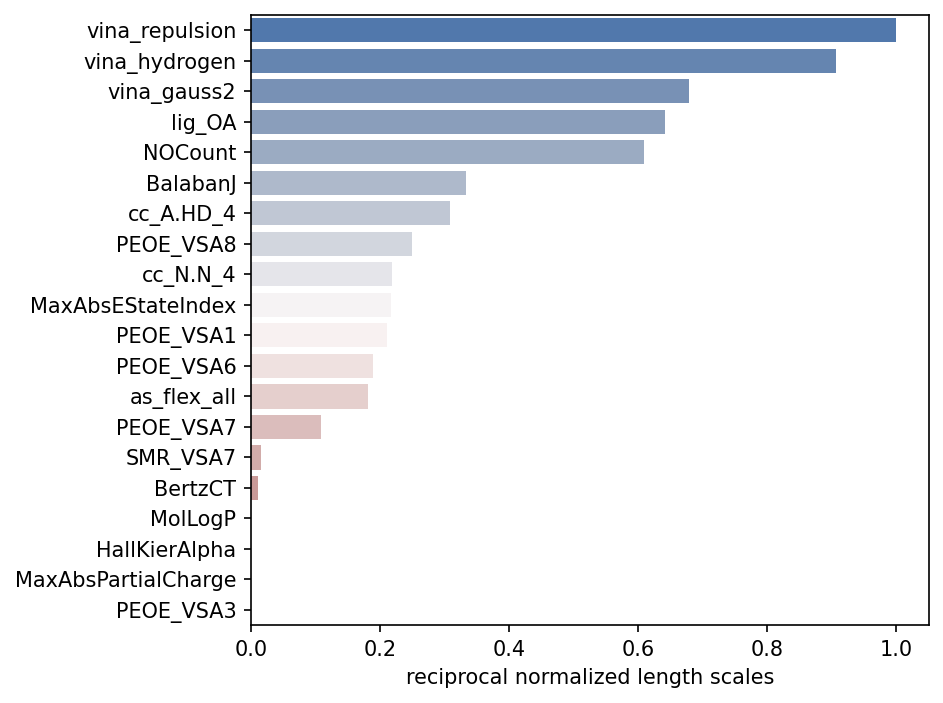 vina_repulsion
vina_hydrogen
vina_gauss2
lig_OA
NOCount
BalabanJ
cc_A.HD_4
PEOE_VSA8
cc_N.N_4
MaxAbsEStateIndex
PEOE_VSA1
PEOE_VSA6
as_flex_all
PEOE_VSA7
SMR_VSA7
BertzCT
MolLogP
HallKierAlpha
MaxAbsPartialCharge
PEOE_VSA3
0.0 0.2 0.4 0.6 0.8 1.0
reciprocal normalized length scales